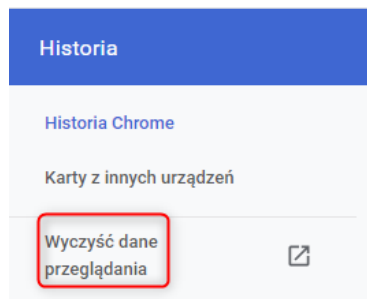 Historia
Historia Chrome
Karty z innych urządzeń
Wyczyść dane
przeglądania